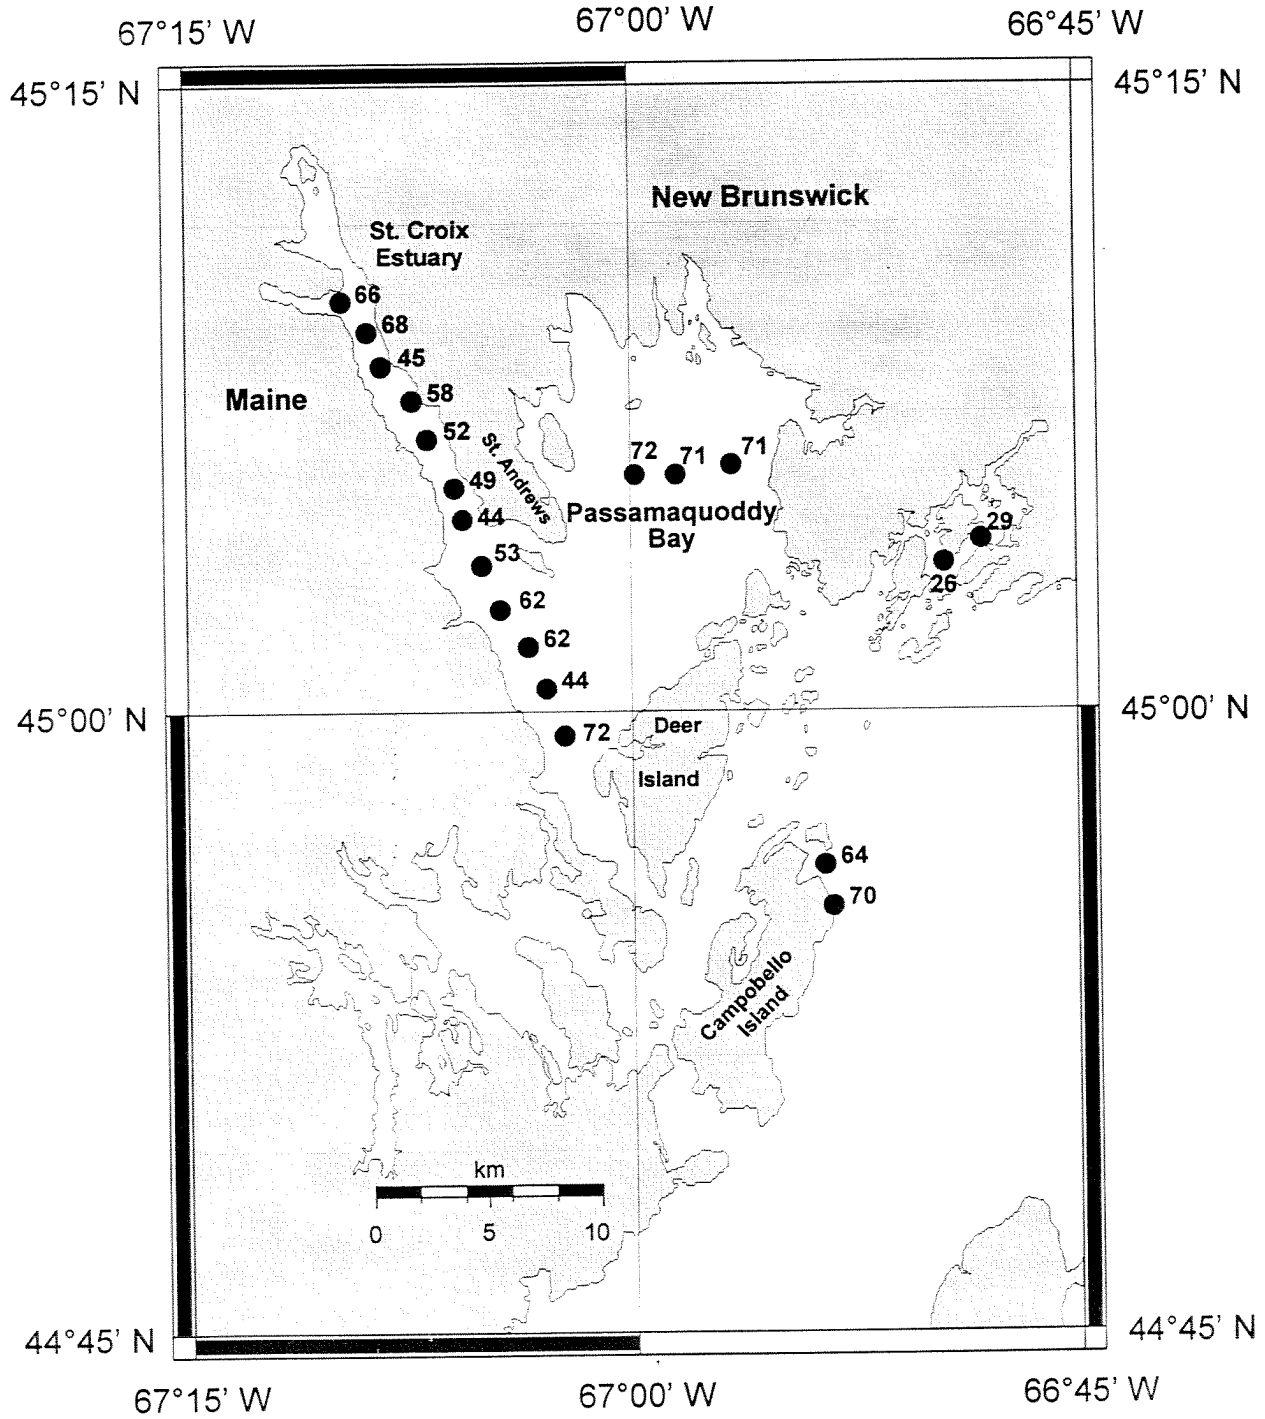 67°15' W
67°00' W
66°45' W
45°15' N
45°15' N
New Brunswick
St. Croix
Estuary
66
68
45
Maine
58
52
St. Andrews
72
71
71
49
44
Passamaquoddy
Bay
29
26
53
62
62
44
45°00' N
72
Deer
Island
45°00' N
64
70
Campobello
Island
km
0
5
10
44°45' N
44°45' N
67°15' W
67°00' W
66°45' W